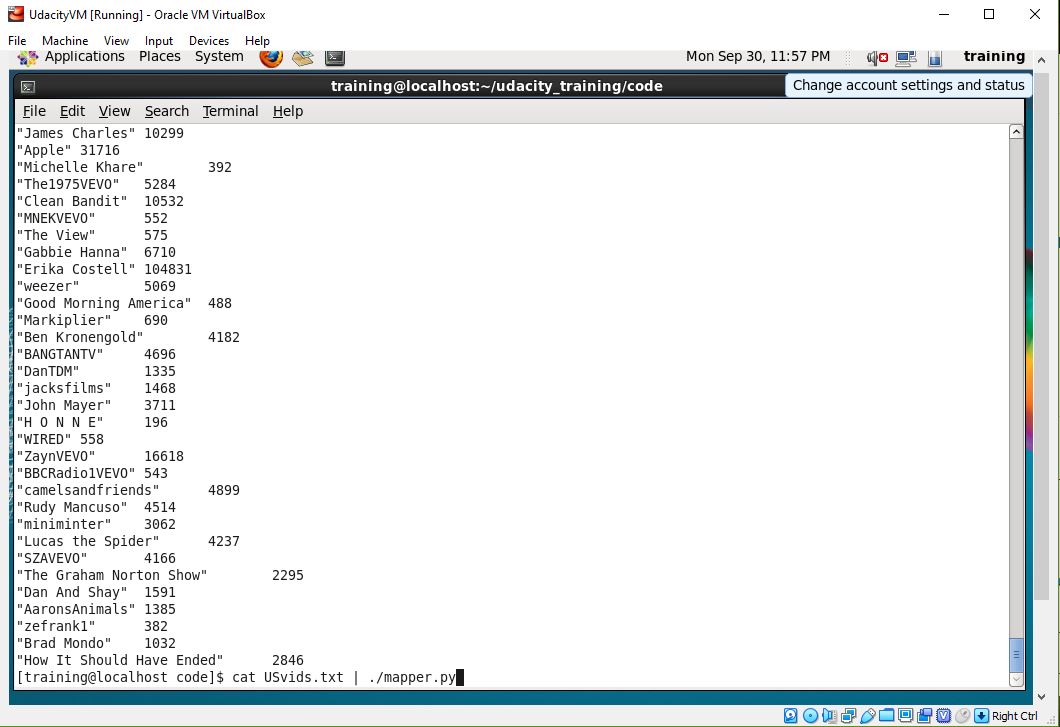 UdacityVM [Running] - Oracle VM VirtualBox
File Machine View Input Devices Help
Applications Places System Mon Sep 30, 11:57 PM training
training@localhost:~/udacity_training/code
Change account settings and status
File Edit View Search Terminal Help
"James Charles" 10299
"Apple" 31716
"Michelle Khare" 392
"The1975VEVO" 5284
"Clean Bandit" 10532
"MNEKVEVO" 552
"The View" 575
"Gabbie Hanna" 6710
"Erika Costell" 104831
"weezer" 5069
"Good Morning America" 488
"Markiplier" 690
"Ben Kronengold" 4182
"BANGTANTV" 4696
"DanTDM" 1335
"jacksfilms" 1468
"John Mayer" 3711
"H O N N E" 196
"WIRED" 558
"ZaynVEVO" 16618
"BBCRadio1VEVO" 543
"camelsandfriends" 4899
"Rudy Mancuso" 4514
"miniminter" 3062
"Lucas the Spider" 4237
"SZAVEVO" 4166
"The Graham Norton Show" 2295
"Dan And Shay" 1591
"AaronsAnimals" 1385
"zefrank1" 382
"Brad Mondo" 1032
"How It Should Have Ended" 2846
[training@localhost code]$ cat USvids.txt | ./mapper.py
Right Ctrl